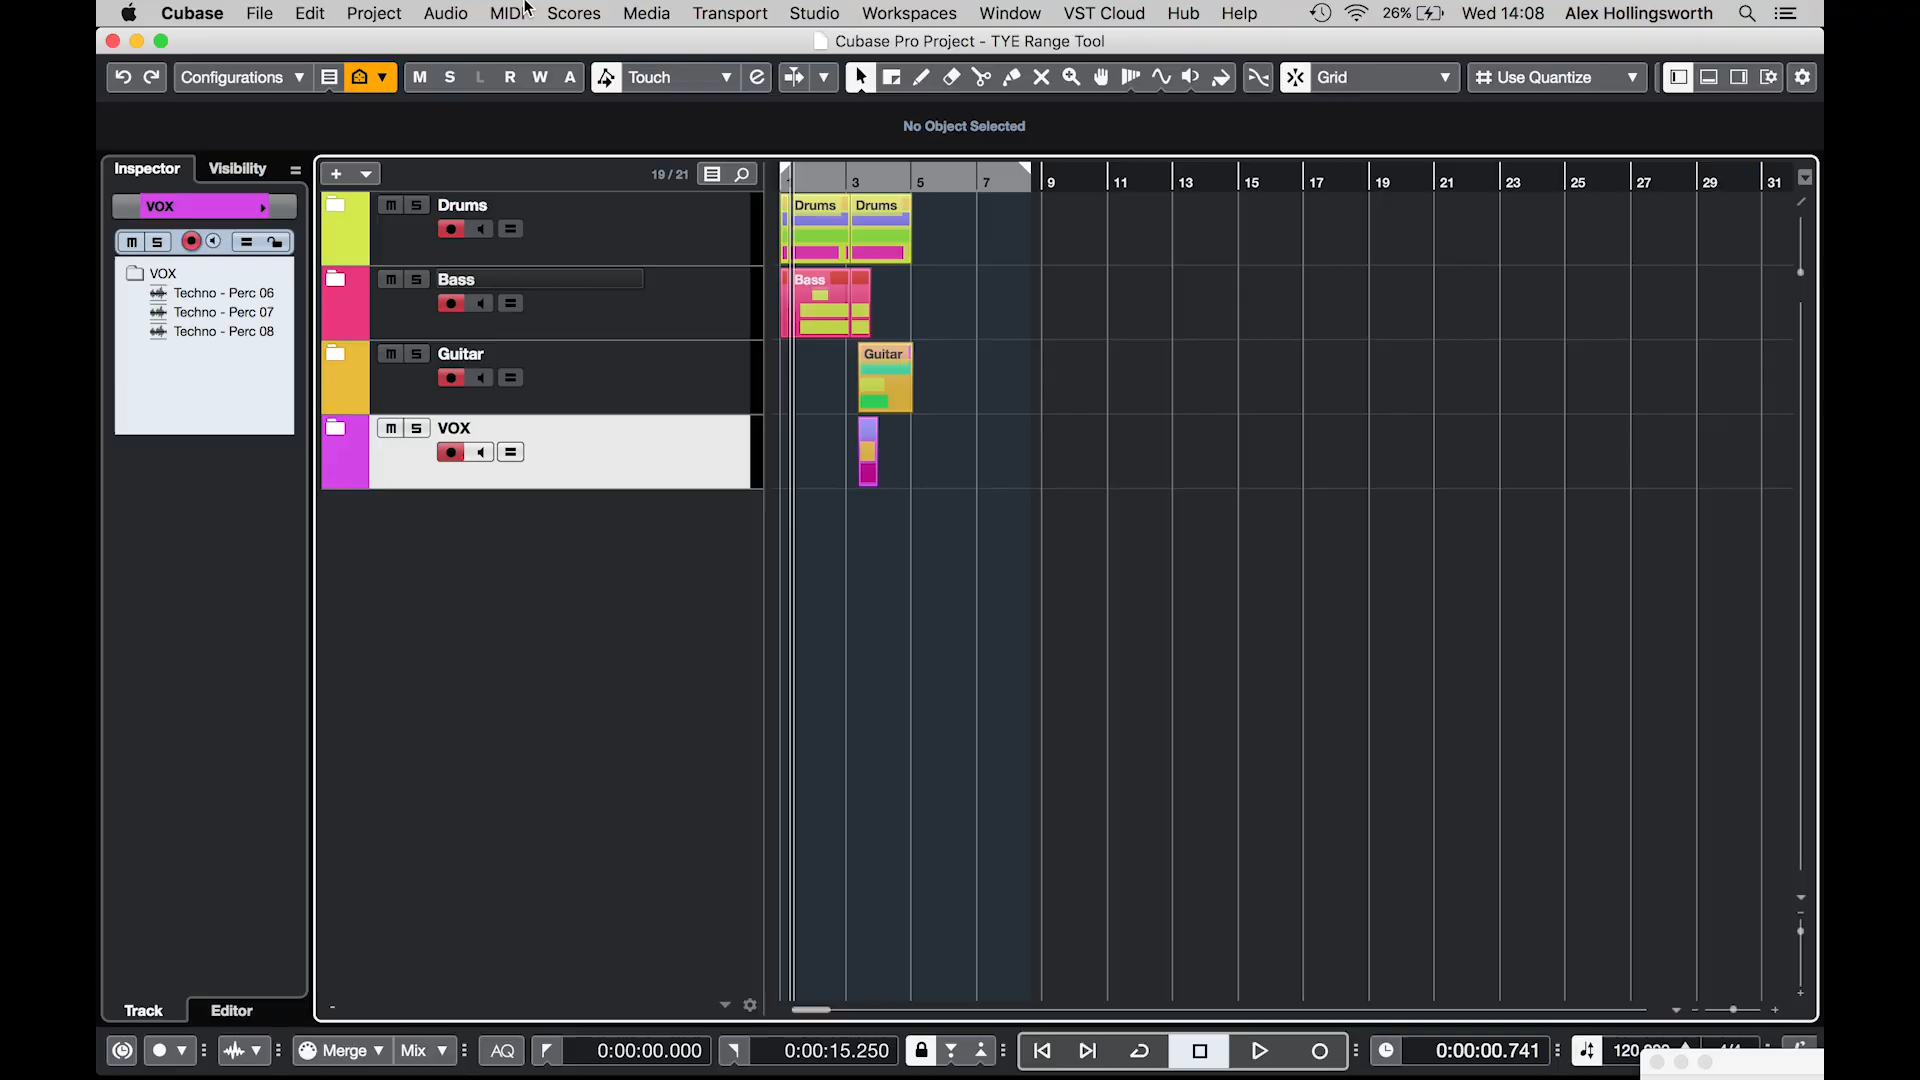 Cubase File Edit Project Audio MIDI Scores Media Transport Studio Workspaces Window VST Cloud Hub Help 26% Wed 14:08 Alex Hollingsworth
Cubase Pro Project - TYE Range Tool
Configurations M S L R W A Touch Grid Use Quantize
No Object Selected
Inspector Visibility 19 / 21 1 3 5 7 9 11 13 15 17 19 21 23 25 27 29 31
VOX m S Drums Drums Drums
m S
VOX
Techno - Perc 06
Techno - Perc 07
Techno - Perc 08
m S Bass Bass
m S Guitar Guitar
m S VOX
Track Editor
Merge Mix AQ 0:00:00.000 0:00:15.250 0:00:00.741